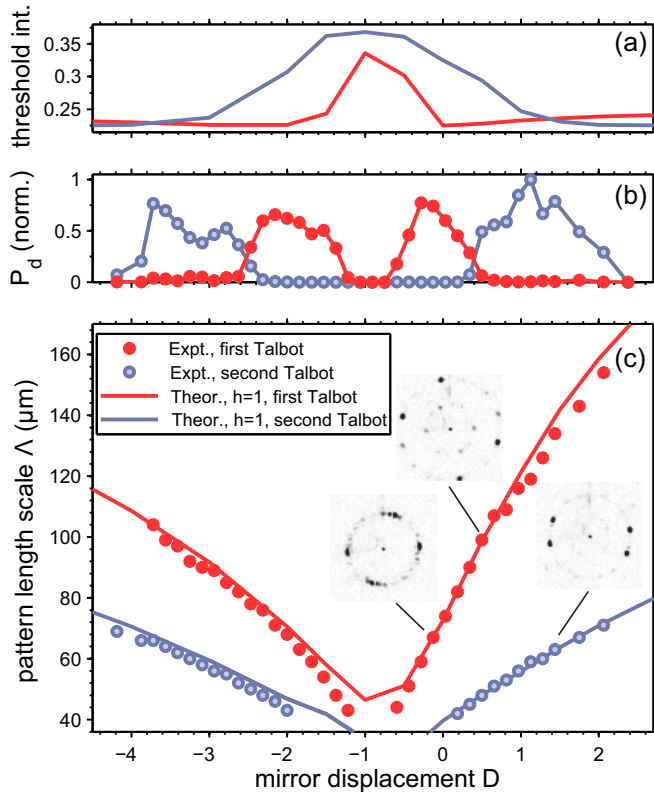 0.35
0.3
0.25
threshold int.
(a)
1
0.5
0
P_d (norm.)
(b)
160
140
120
100
80
60
40
pattern length scale Λ (µm)
(c)
Expt., first Talbot
Expt., second Talbot
Theor., h=1, first Talbot
Theor., h=1, second Talbot
−4 −3 −2 −1 0 1 2
mirror displacement D